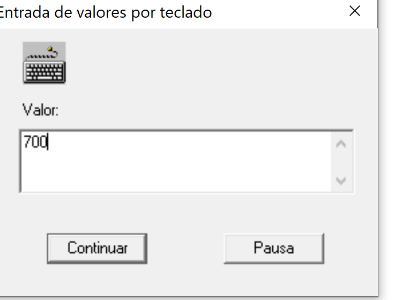 Entrada de valores por teclado
Valor:
700
Continuar
Pausa